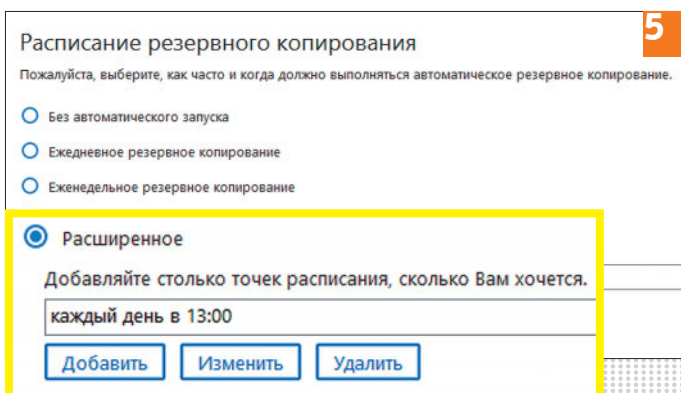 5
Расписание резервного копирования
Пожалуйста, выберите, как часто и когда должно выполняться автоматическое резервное копирование.
Без автоматического запуска
Ежедневное резервное копирование
Еженедельное резервное копирование
Расширенное
Добавляйте столько точек расписания, сколько Вам хочется.
каждый день в 13:00
Добавить Изменить Удалить